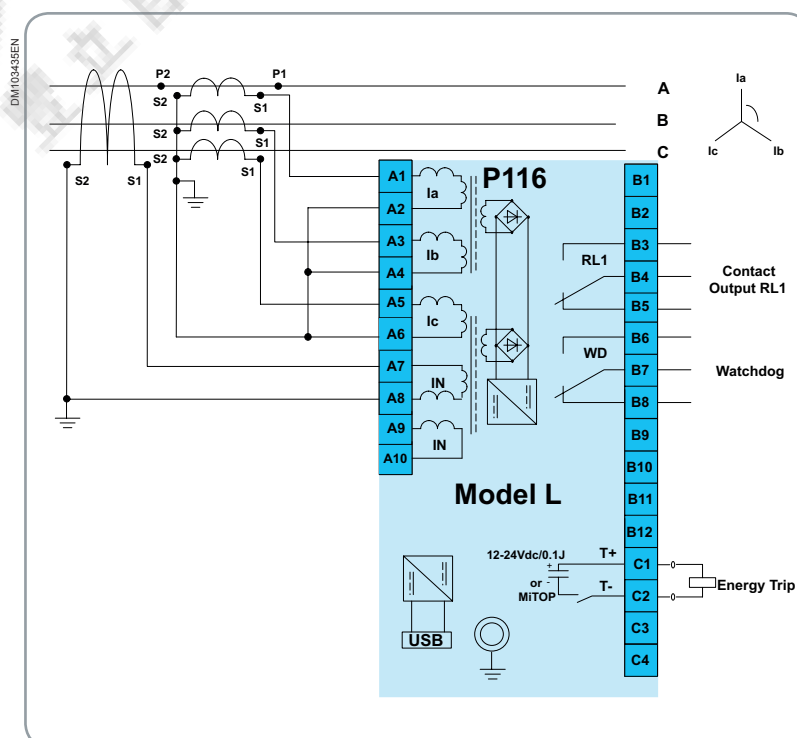 DM103435EN
P2
P1
S2
S1
S2
S1
S2
S1
S2
S1
A
B
C
Ia
Ic
Ib
P116
A1
A2
A3
A4
A5
A6
A7
A8
A9
A10
Ia
Ib
Ic
IN
IN
B1
B2
B3
B4
B5
B6
B7
B8
B9
B10
B11
B12
C1
C2
C3
C4
RL1
WD
Contact
Output RL1
Watchdog
Model L
12-24Vdc/0.1J
+
or -
MiTOP
T+
T-
Energy Trip
USB